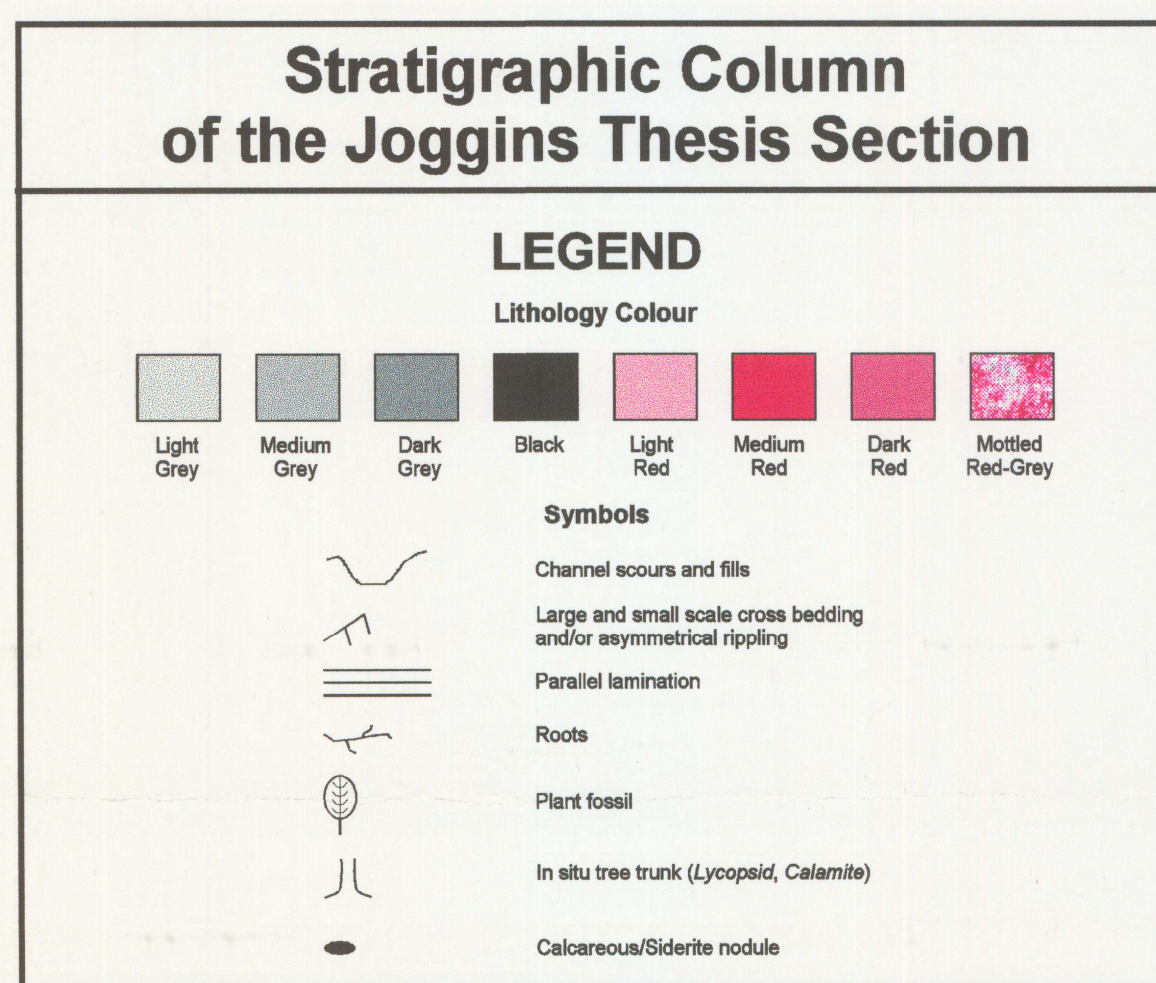 Stratigraphic Column
of the Joggins Thesis Section
LEGEND
Lithology Colour
Light
Grey
Medium
Grey
Dark
Grey
Black
Light
Red
Medium
Red
Dark
Red
Mottled
Red-Grey
Symbols
Channel scours and fills
Large and small scale cross bedding
and/or asymmetrical rippling
Parallel lamination
Roots
Plant fossil
In situ tree trunk (Lycopsid, Calamite)
Calcareous/Siderite nodule